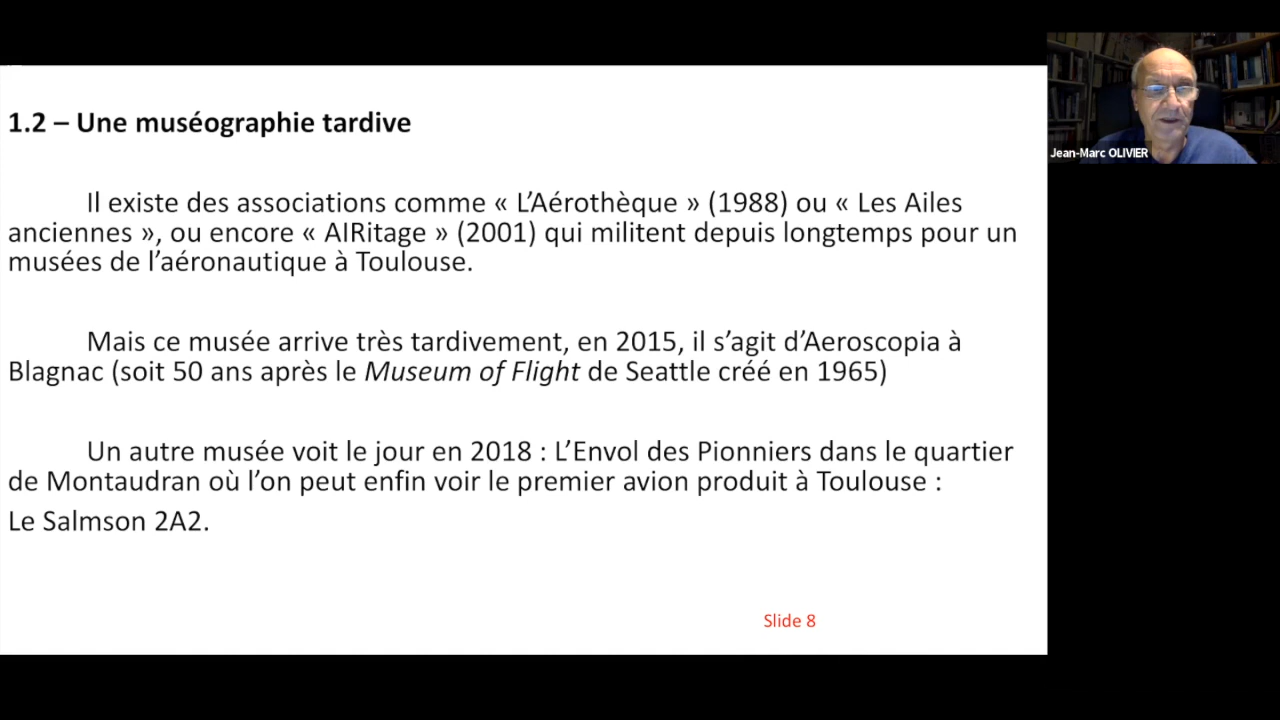 1.2 – Une muséographie tardive
Il existe des associations comme « L’Aérothèque » (1988) ou « Les Ailes
anciennes », ou encore « AIRitage » (2001) qui militent depuis longtemps pour un
musées de l’aéronautique à Toulouse.
Mais ce musée arrive très tardivement, en 2015, il s’agit d’Aeroscopia à
Blagnac (soit 50 ans après le Museum of Flight de Seattle créé en 1965)
Un autre musée voit le jour en 2018 : L’Envol des Pionniers dans le quartier
de Montaudran où l’on peut enfin voir le premier avion produit à Toulouse :
Le Salmson 2A2.
Slide 8
Jean-Marc OLIVIER